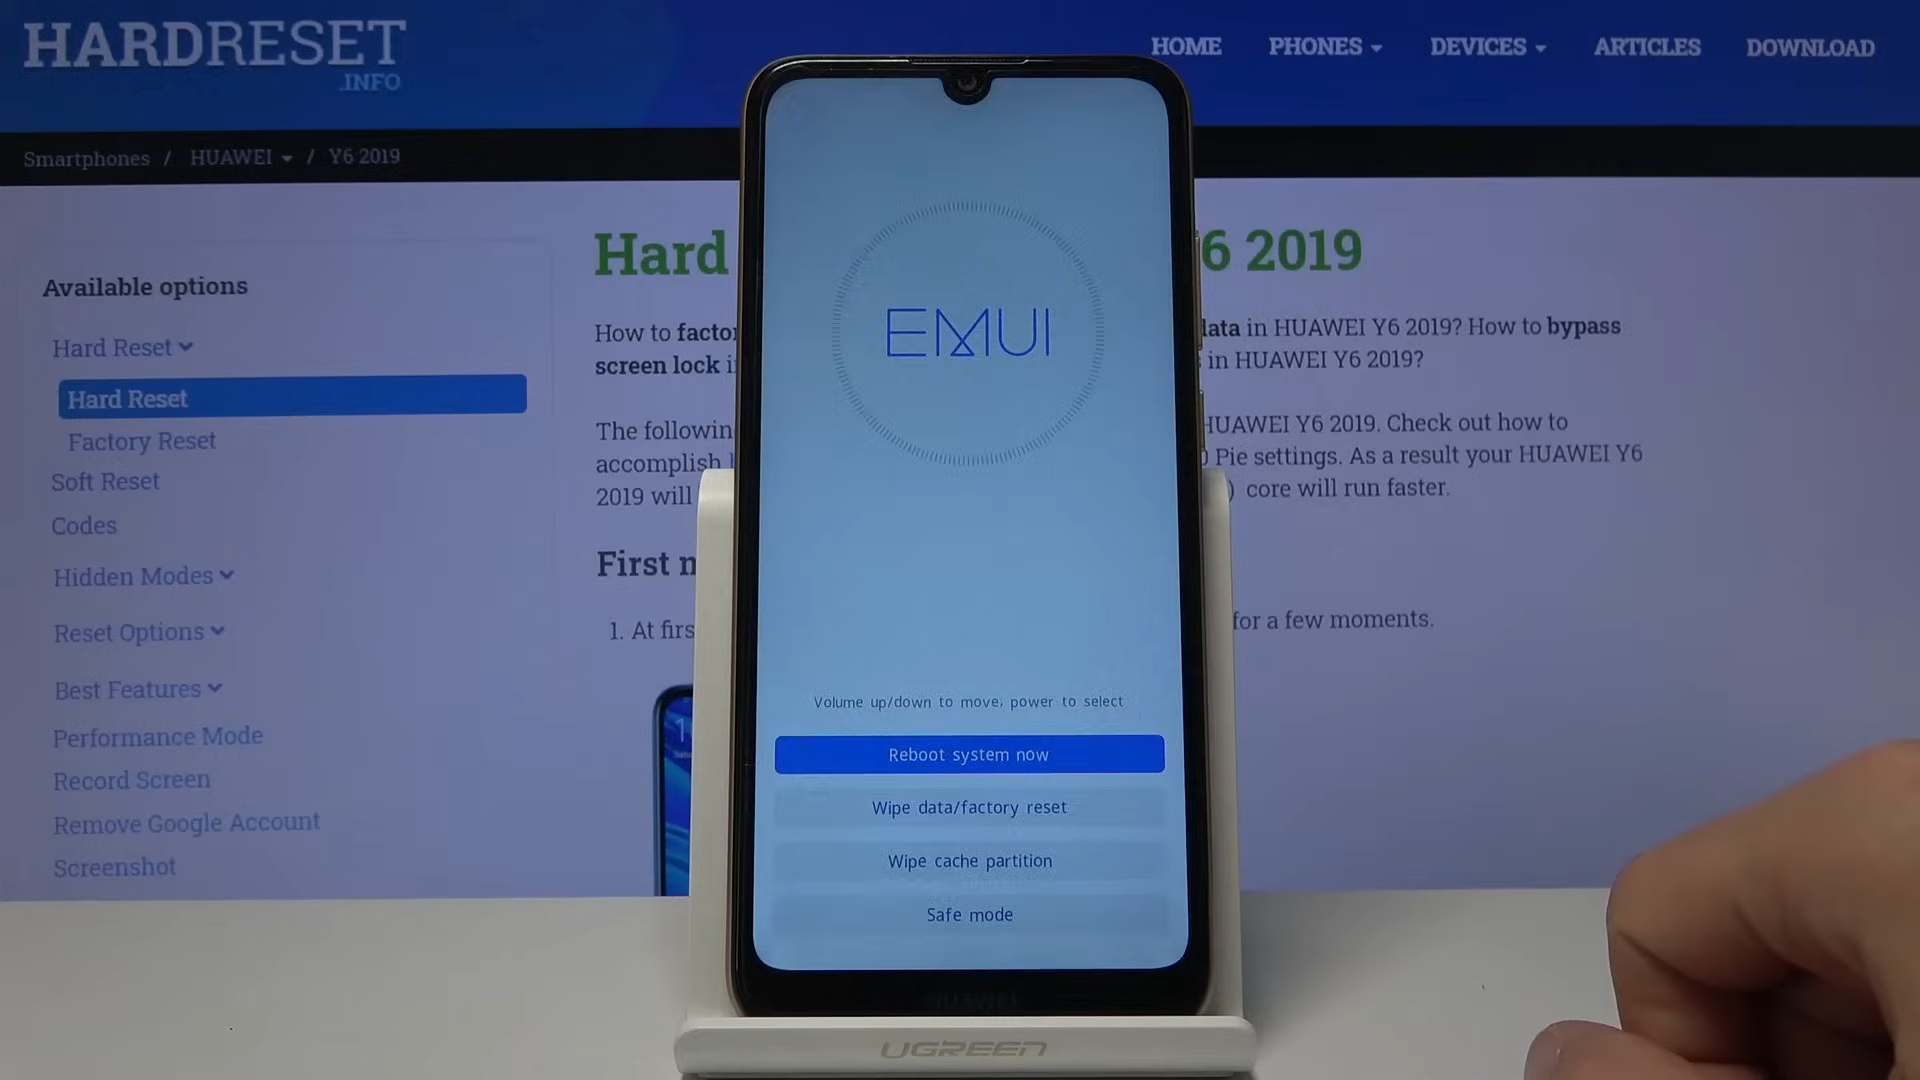 HARDRESET
.INFO
HOME PHONES DEVICES ARTICLES DOWNLOAD
Smartphones / HUAWEI / Y6 2019
Available options
Hard Reset
Hard Reset
Factory Reset
Soft Reset
Codes
Hidden Modes
Reset Options
Best Features
Performance Mode
Record Screen
Remove Google Account
Screenshot
Hard 6 2019
How to data in HUAWEI Y6 2019? How to bypass
screen lock in HUAWEI Y6 2019?
The HUAWEI Y6 2019. Check out how to
accomplish Pie settings. As a result your HUAWEI Y6
2019 will ) core will run faster.
First
1. At for a few moments.
EMUI
Volume up/down to move, power to select
Reboot system now
Wipe data/factory reset
Wipe cache partition
Safe mode
HUAWEI
UGREEN